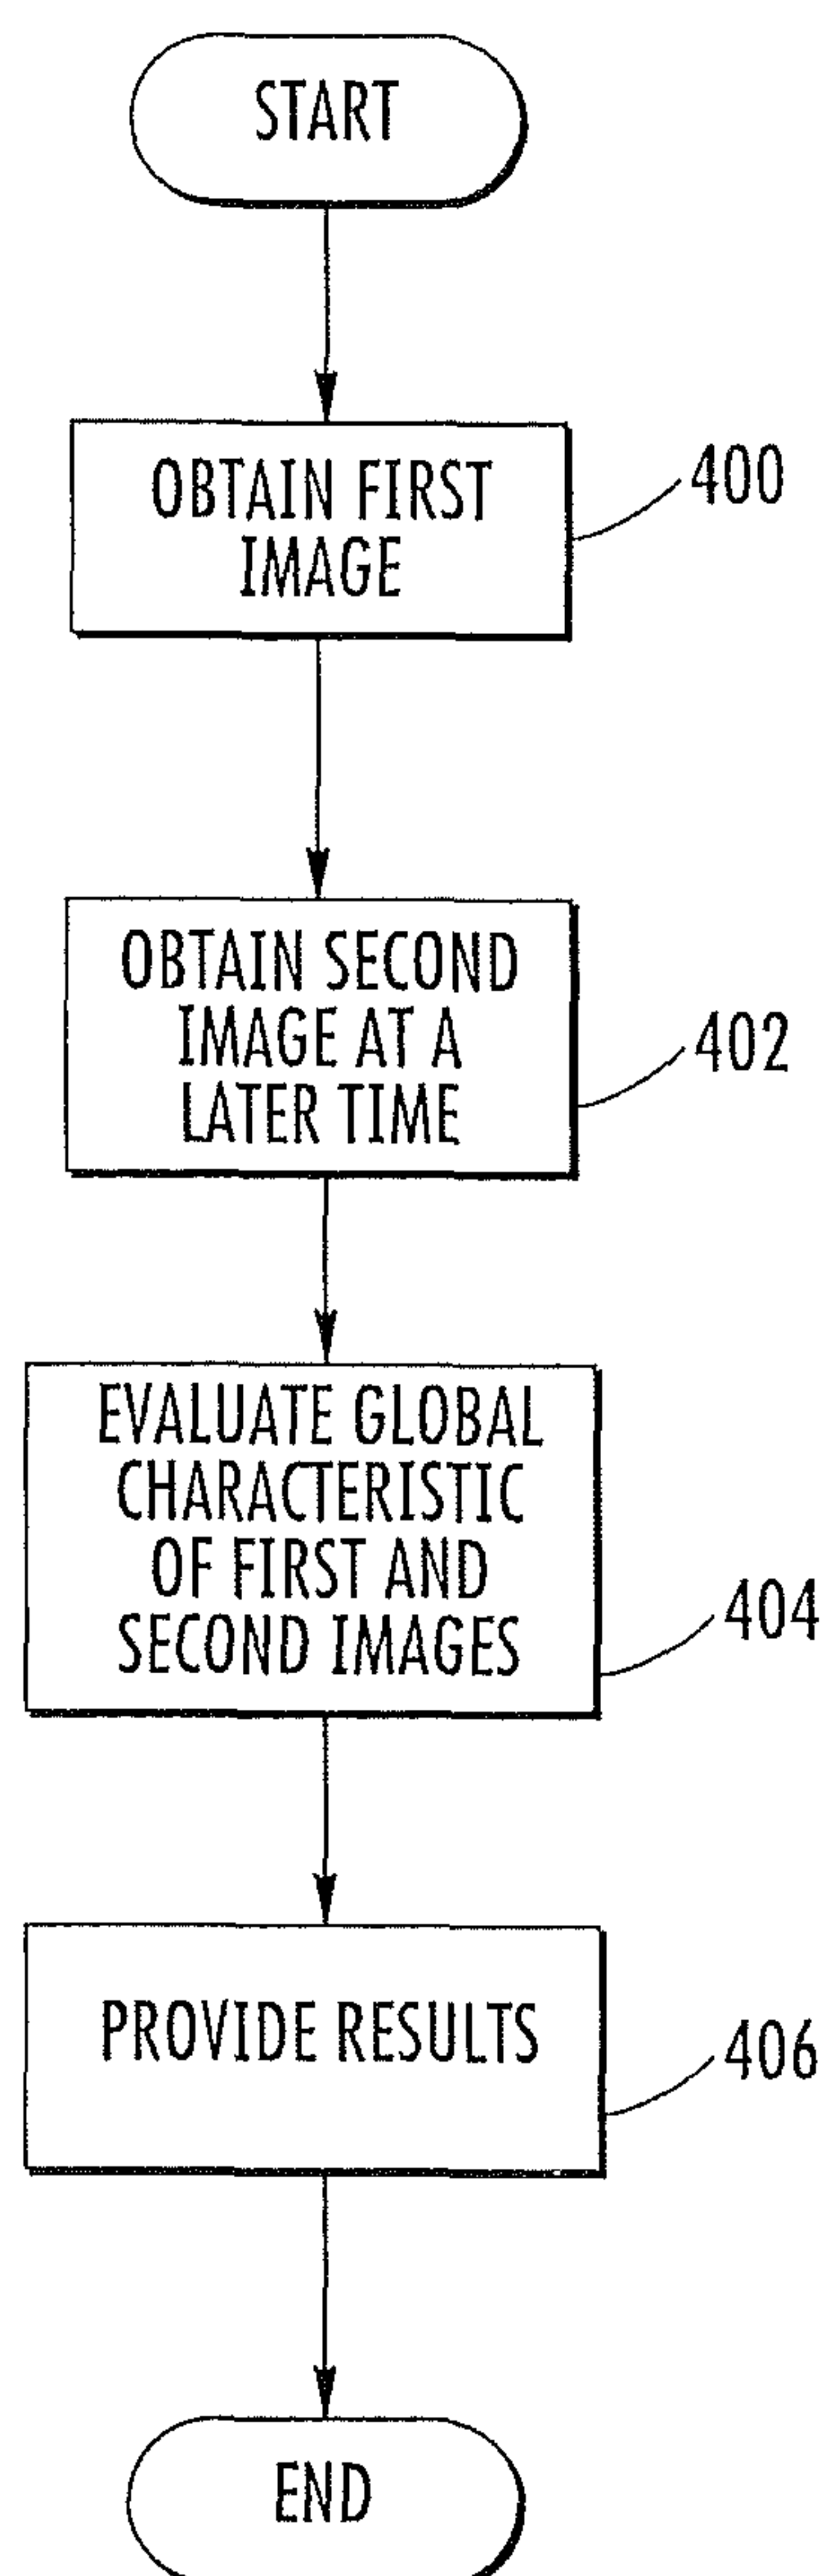 START
OBTAIN FIRST
IMAGE
400
OBTAIN SECOND
IMAGE AT A
LATER TIME
402
EVALUATE GLOBAL
CHARACTERISTIC
OF FIRST AND
SECOND IMAGES
404
PROVIDE RESULTS
406
END